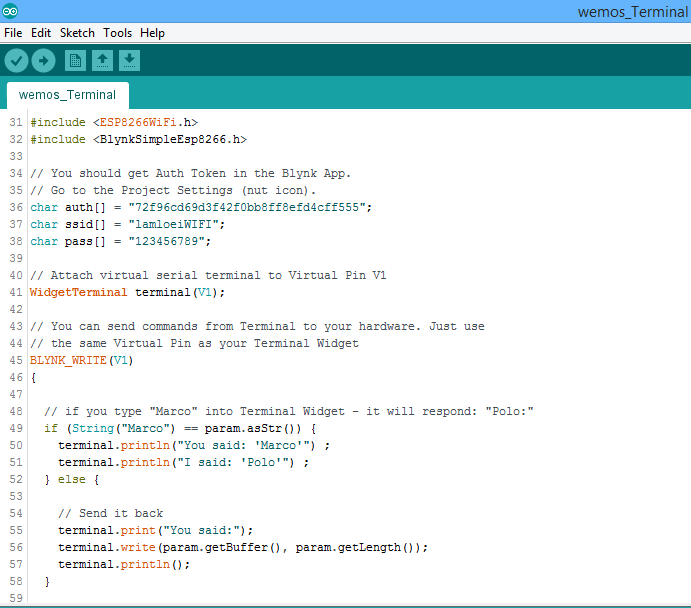 wemos_Terminal
File Edit Sketch Tools Help
wemos_Terminal
31 #include <ESP8266WiFi.h>
32 #include <BlynkSimpleEsp8266.h>
33
34 // You should get Auth Token in the Blynk App.
35 // Go to the Project Settings (nut icon).
36 char auth[] = "72f96cd69d3f42f0bb8ff8efd4cff555";
37 char ssid[] = "lamloeiWIFI";
38 char pass[] = "123456789";
39
40 // Attach virtual serial terminal to Virtual Pin V1
41 WidgetTerminal terminal(V1);
42
43 // You can send commands from Terminal to your hardware. Just use
44 // the same Virtual Pin as your Terminal Widget
45 BLYNK_WRITE(V1)
46 {
47
48   // if you type "Marco" into Terminal Widget - it will respond: "Polo:"
49   if (String("Marco") == param.asStr()) {
50     terminal.println("You said: 'Marco'") ;
51     terminal.println("I said: 'Polo'") ;
52   } else {
53
54     // Send it back
55     terminal.print("You said:");
56     terminal.write(param.getBuffer(), param.getLength());
57     terminal.println();
58   }
59